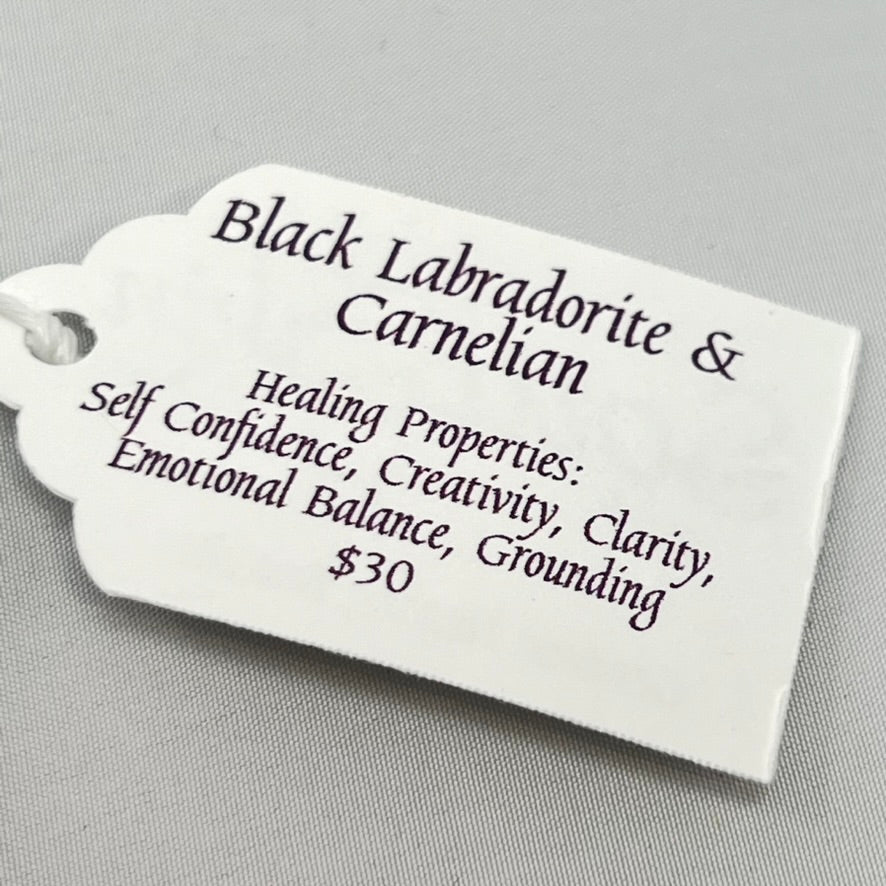 Black Labradorite &
Carnelian
Healing Properties:
Self Confidence, Creativity, Clarity,
Emotional Balance, Grounding
$30